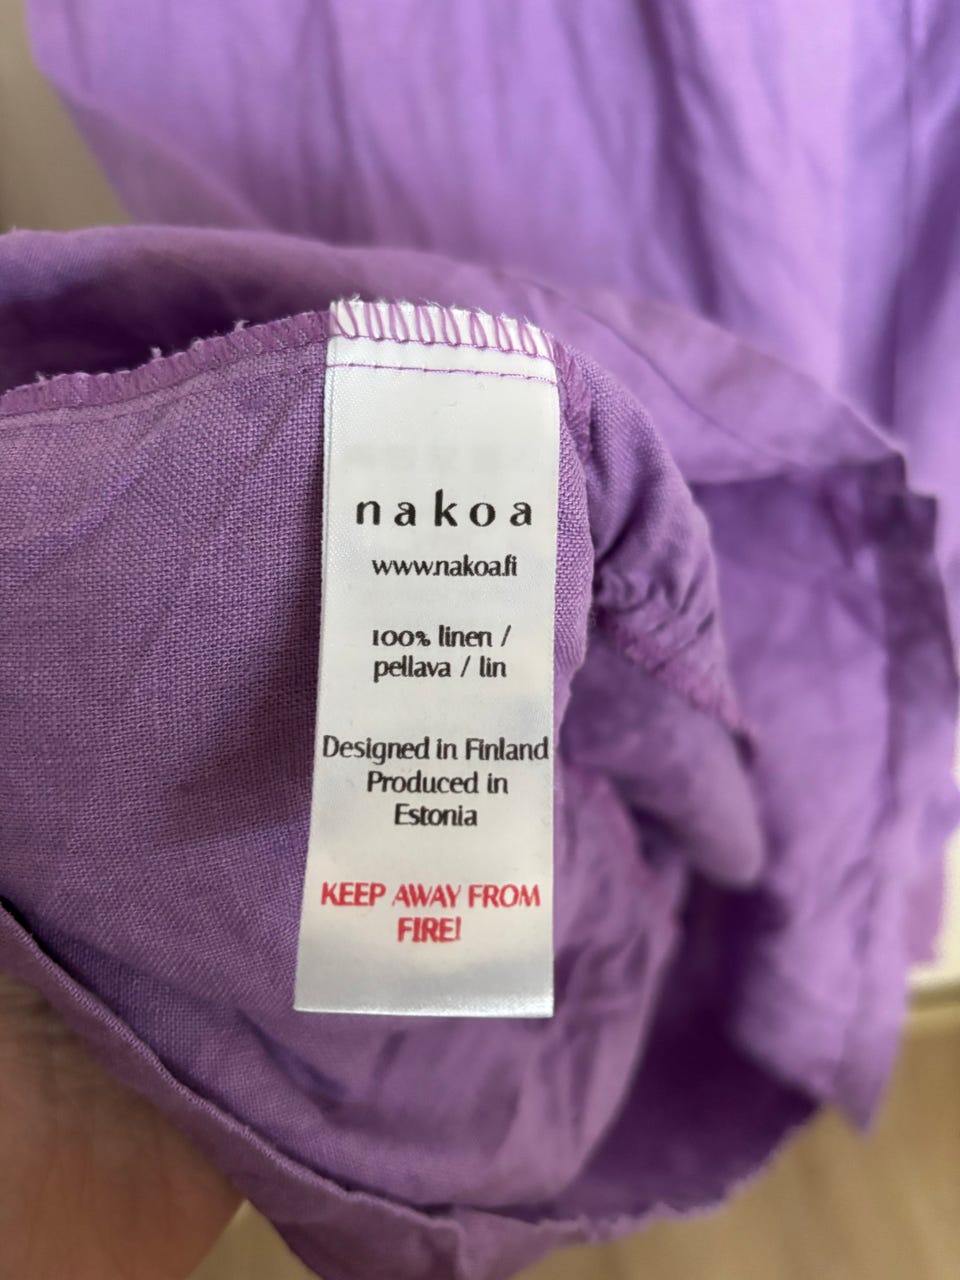 nakoa
www.nakoa.fi
100% linen /
pellava / lin
Designed in Finland
Produced in
Estonia
KEEP AWAY FROM
FIRE!